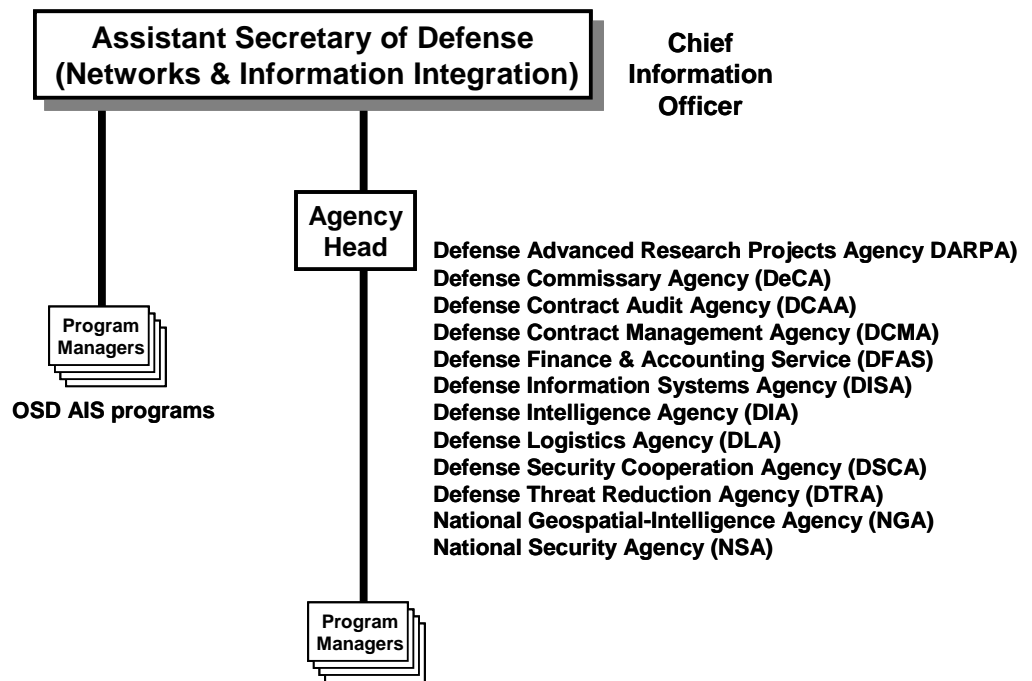 Assistant Secretary of Defense
(Networks & Information Integration)
Chief
Information
Officer
Agency
Head
Defense Advanced Research Projects Agency DARPA)
Defense Commissary Agency (DeCA)
Defense Contract Audit Agency (DCAA)
Defense Contract Management Agency (DCMA)
Defense Finance & Accounting Service (DFAS)
Defense Information Systems Agency (DISA)
Defense Intelligence Agency (DIA)
Defense Logistics Agency (DLA)
Defense Security Cooperation Agency (DSCA)
Defense Threat Reduction Agency (DTRA)
National Geospatial-Intelligence Agency (NGA)
National Security Agency (NSA)
Program
Managers
OSD AIS programs
Program
Managers